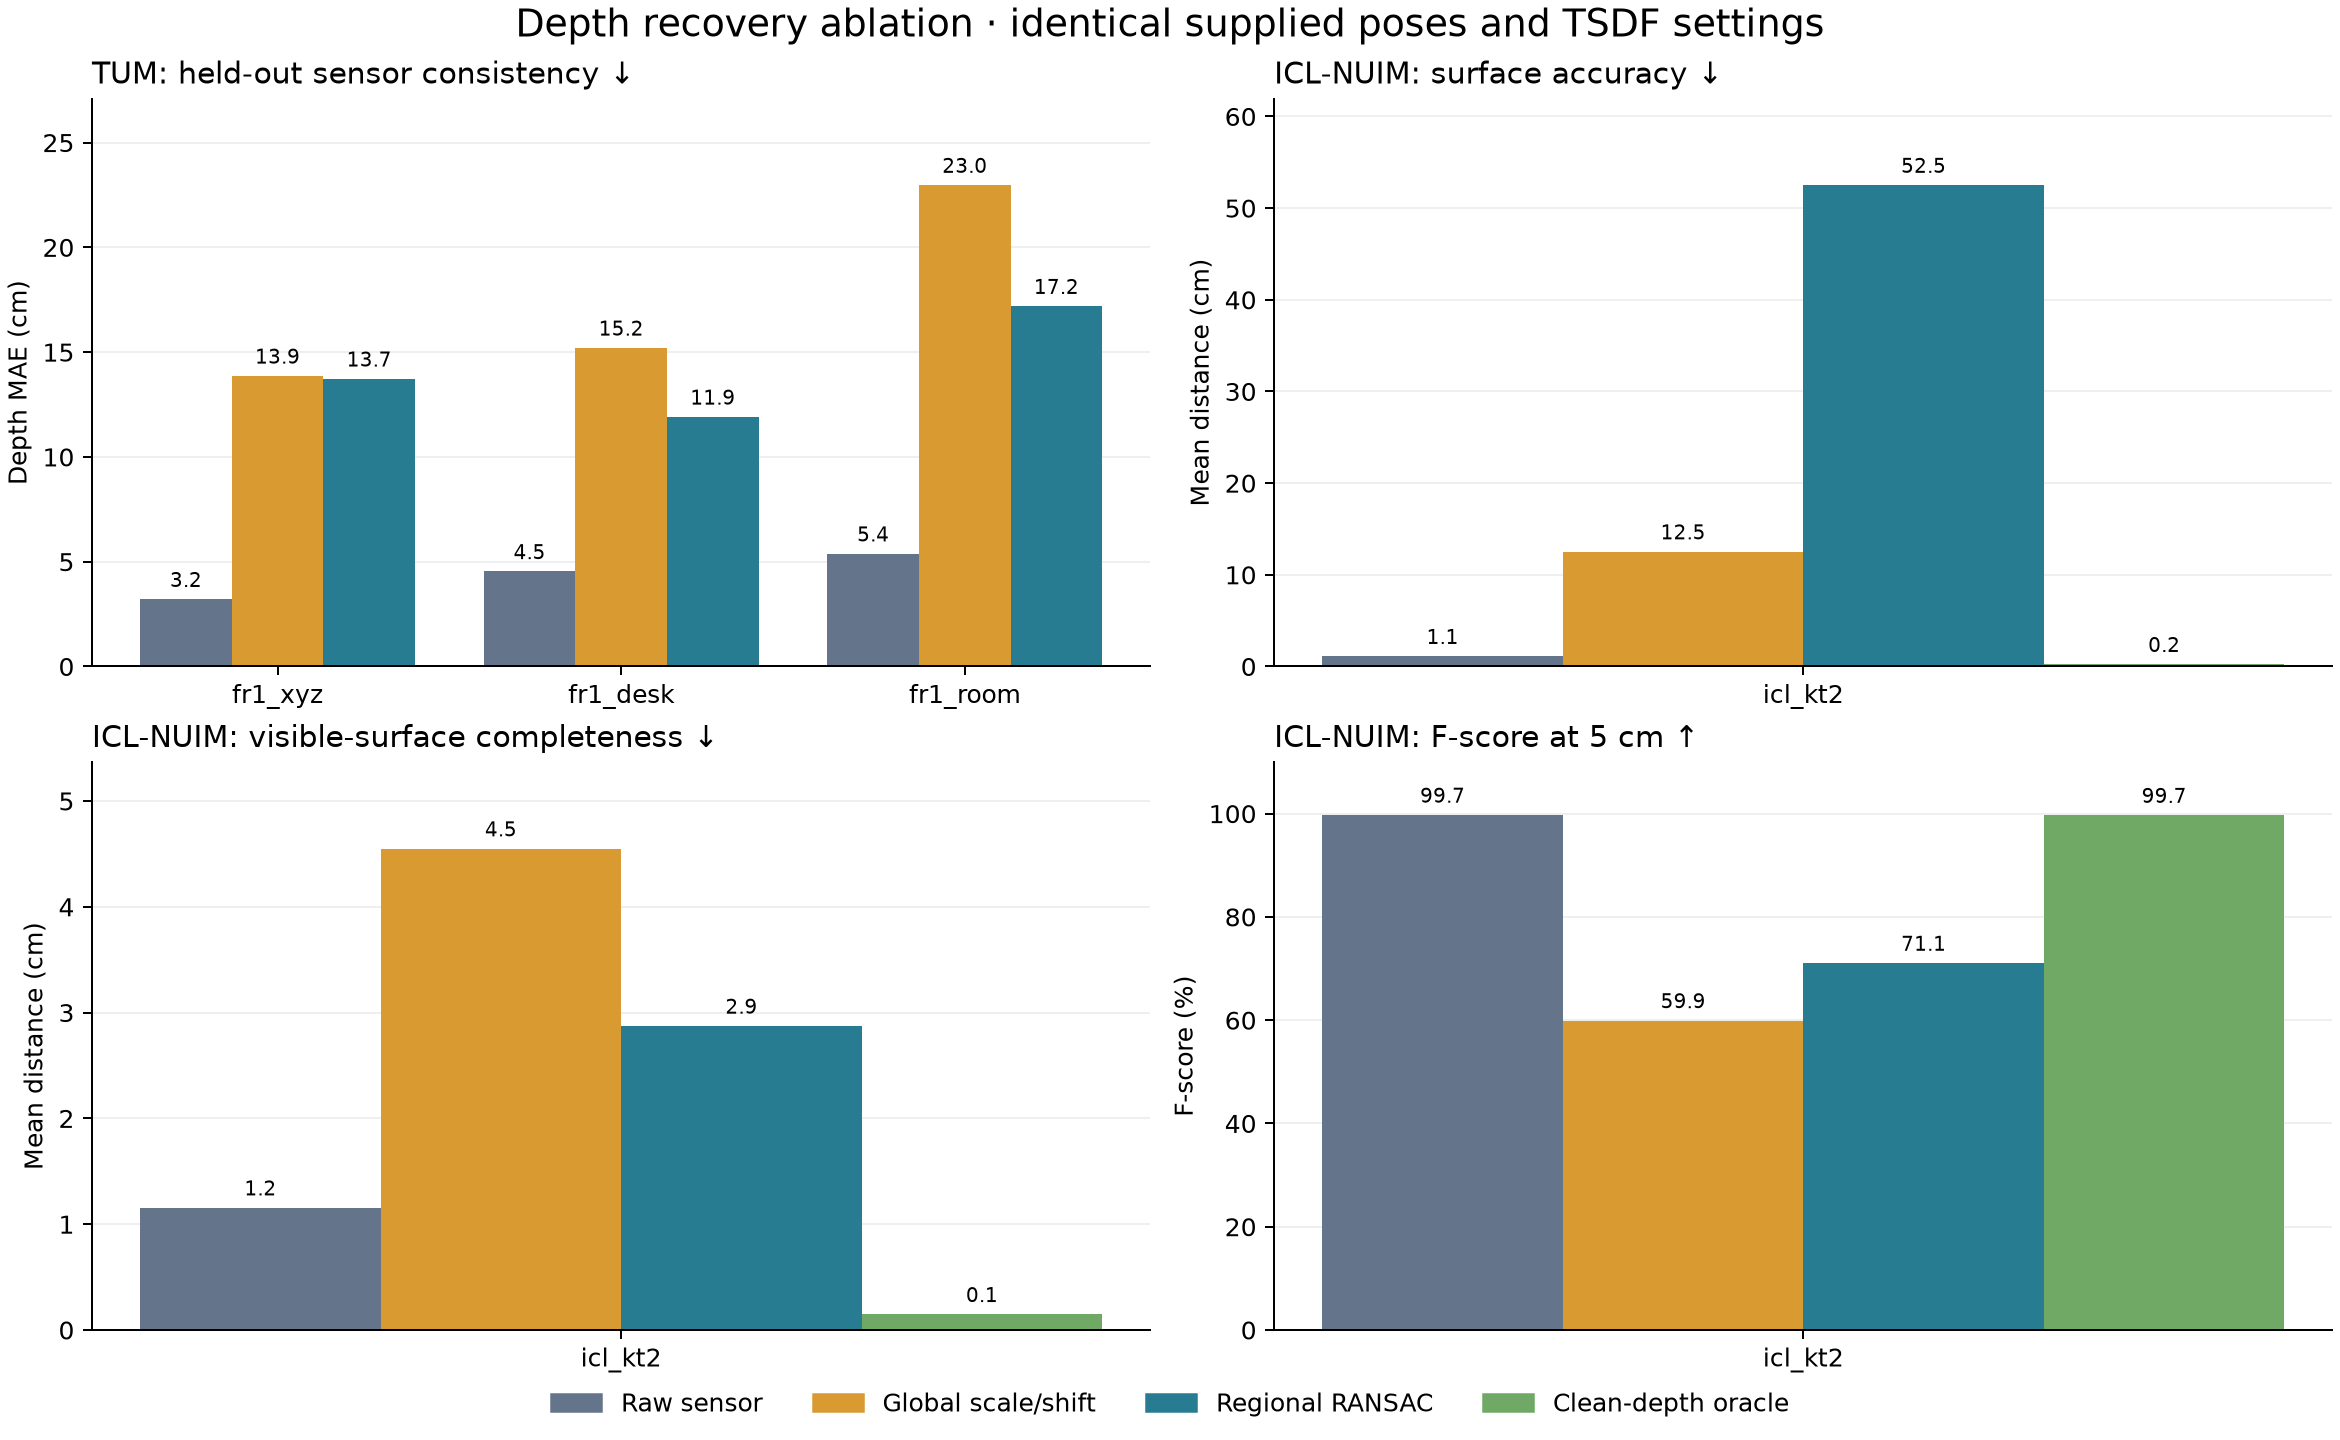 Depth recovery ablation · identical supplied poses and TSDF settings
TUM: held-out sensor consistency ↓
Depth MAE (cm)
25
20
15
10
5
0
3.2
13.9
13.7
4.5
15.2
11.9
5.4
23.0
17.2
fr1_xyz
fr1_desk
fr1_room
ICL-NUIM: surface accuracy ↓
Mean distance (cm)
60
50
40
30
20
10
0
1.1
12.5
52.5
0.2
icl_kt2
ICL-NUIM: visible-surface completeness ↓
Mean distance (cm)
5
4
3
2
1
0
1.2
4.5
2.9
0.1
icl_kt2
ICL-NUIM: F-score at 5 cm ↑
F-score (%)
100
80
60
40
20
0
99.7
59.9
71.1
99.7
icl_kt2
Raw sensor
Global scale/shift
Regional RANSAC
Clean-depth oracle